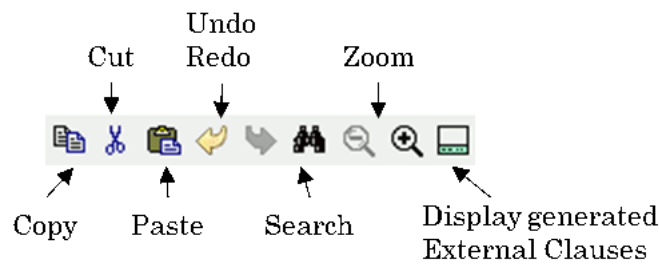 Undo
Cut Redo Zoom
Copy Paste Search Display generated
External Clauses